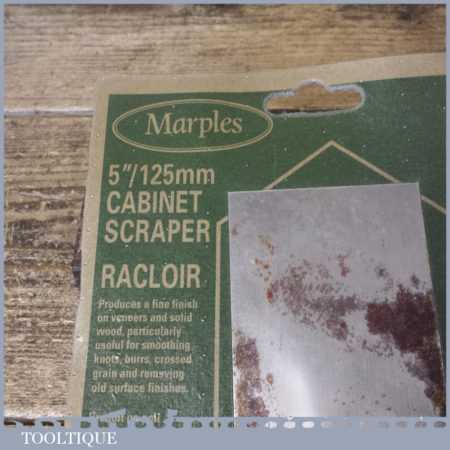 Marples
5"/125mm
CABINET
SCRAPER
RACLOIR
Produces a fine finish
on veneers and solid
wood, particularly
useful for smoothing
knots, burrs, crossed
grain and removing
old surface finishes.
TOOLTIQUE